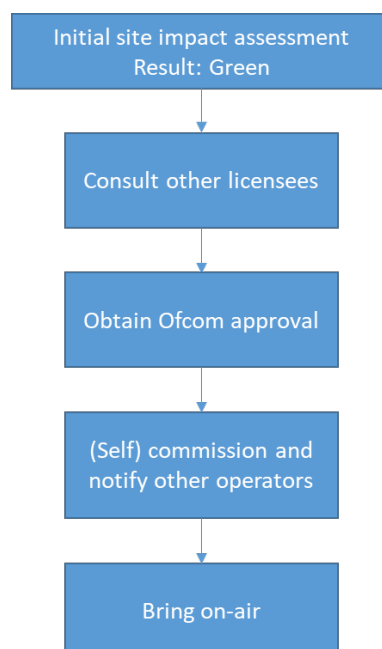 Initial site impact assessment
Result: Green
Consult other licensees
Obtain Ofcom approval
(Self) commission and
notify other operators
Bring on-air